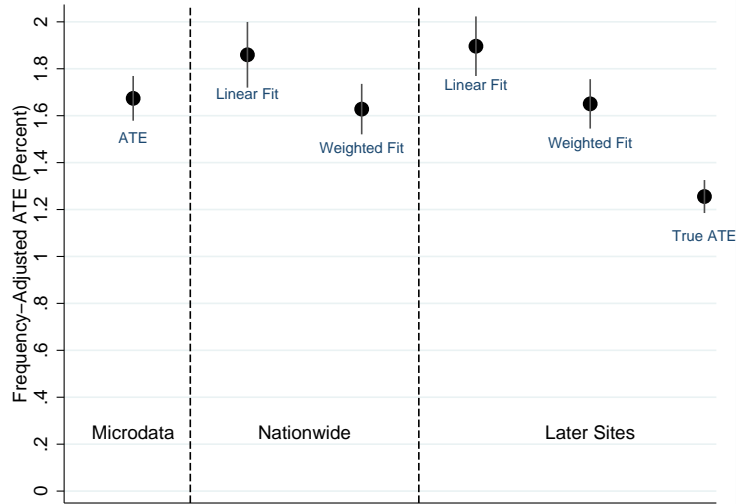 Frequency−Adjusted ATE (Percent)
2
1.8
1.6
1.4
1.2
1
.8
.6
.4
.2
0
ATE
Linear Fit
Weighted Fit
Linear Fit
Weighted Fit
True ATE
Microdata
Nationwide
Later Sites